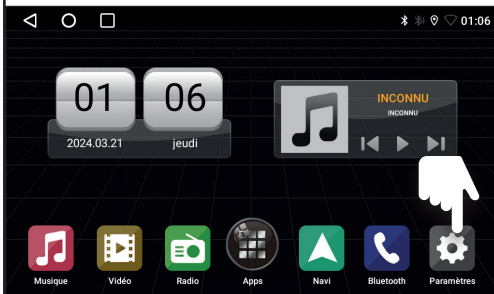 01:06
01 06
2024.03.21 jeudi
INCONNU
INCONNU
Musique Vidéo Radio Apps Navi Bluetooth Paramètres